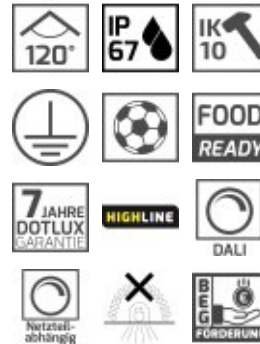 120°
IP
67
IK
10
FOOD
READY
7 JAHRE
DOTLUX
GARANTIE
HIGHLINE
DALI
Netzteil-
abhängig
BEG
FÖRDERUNG